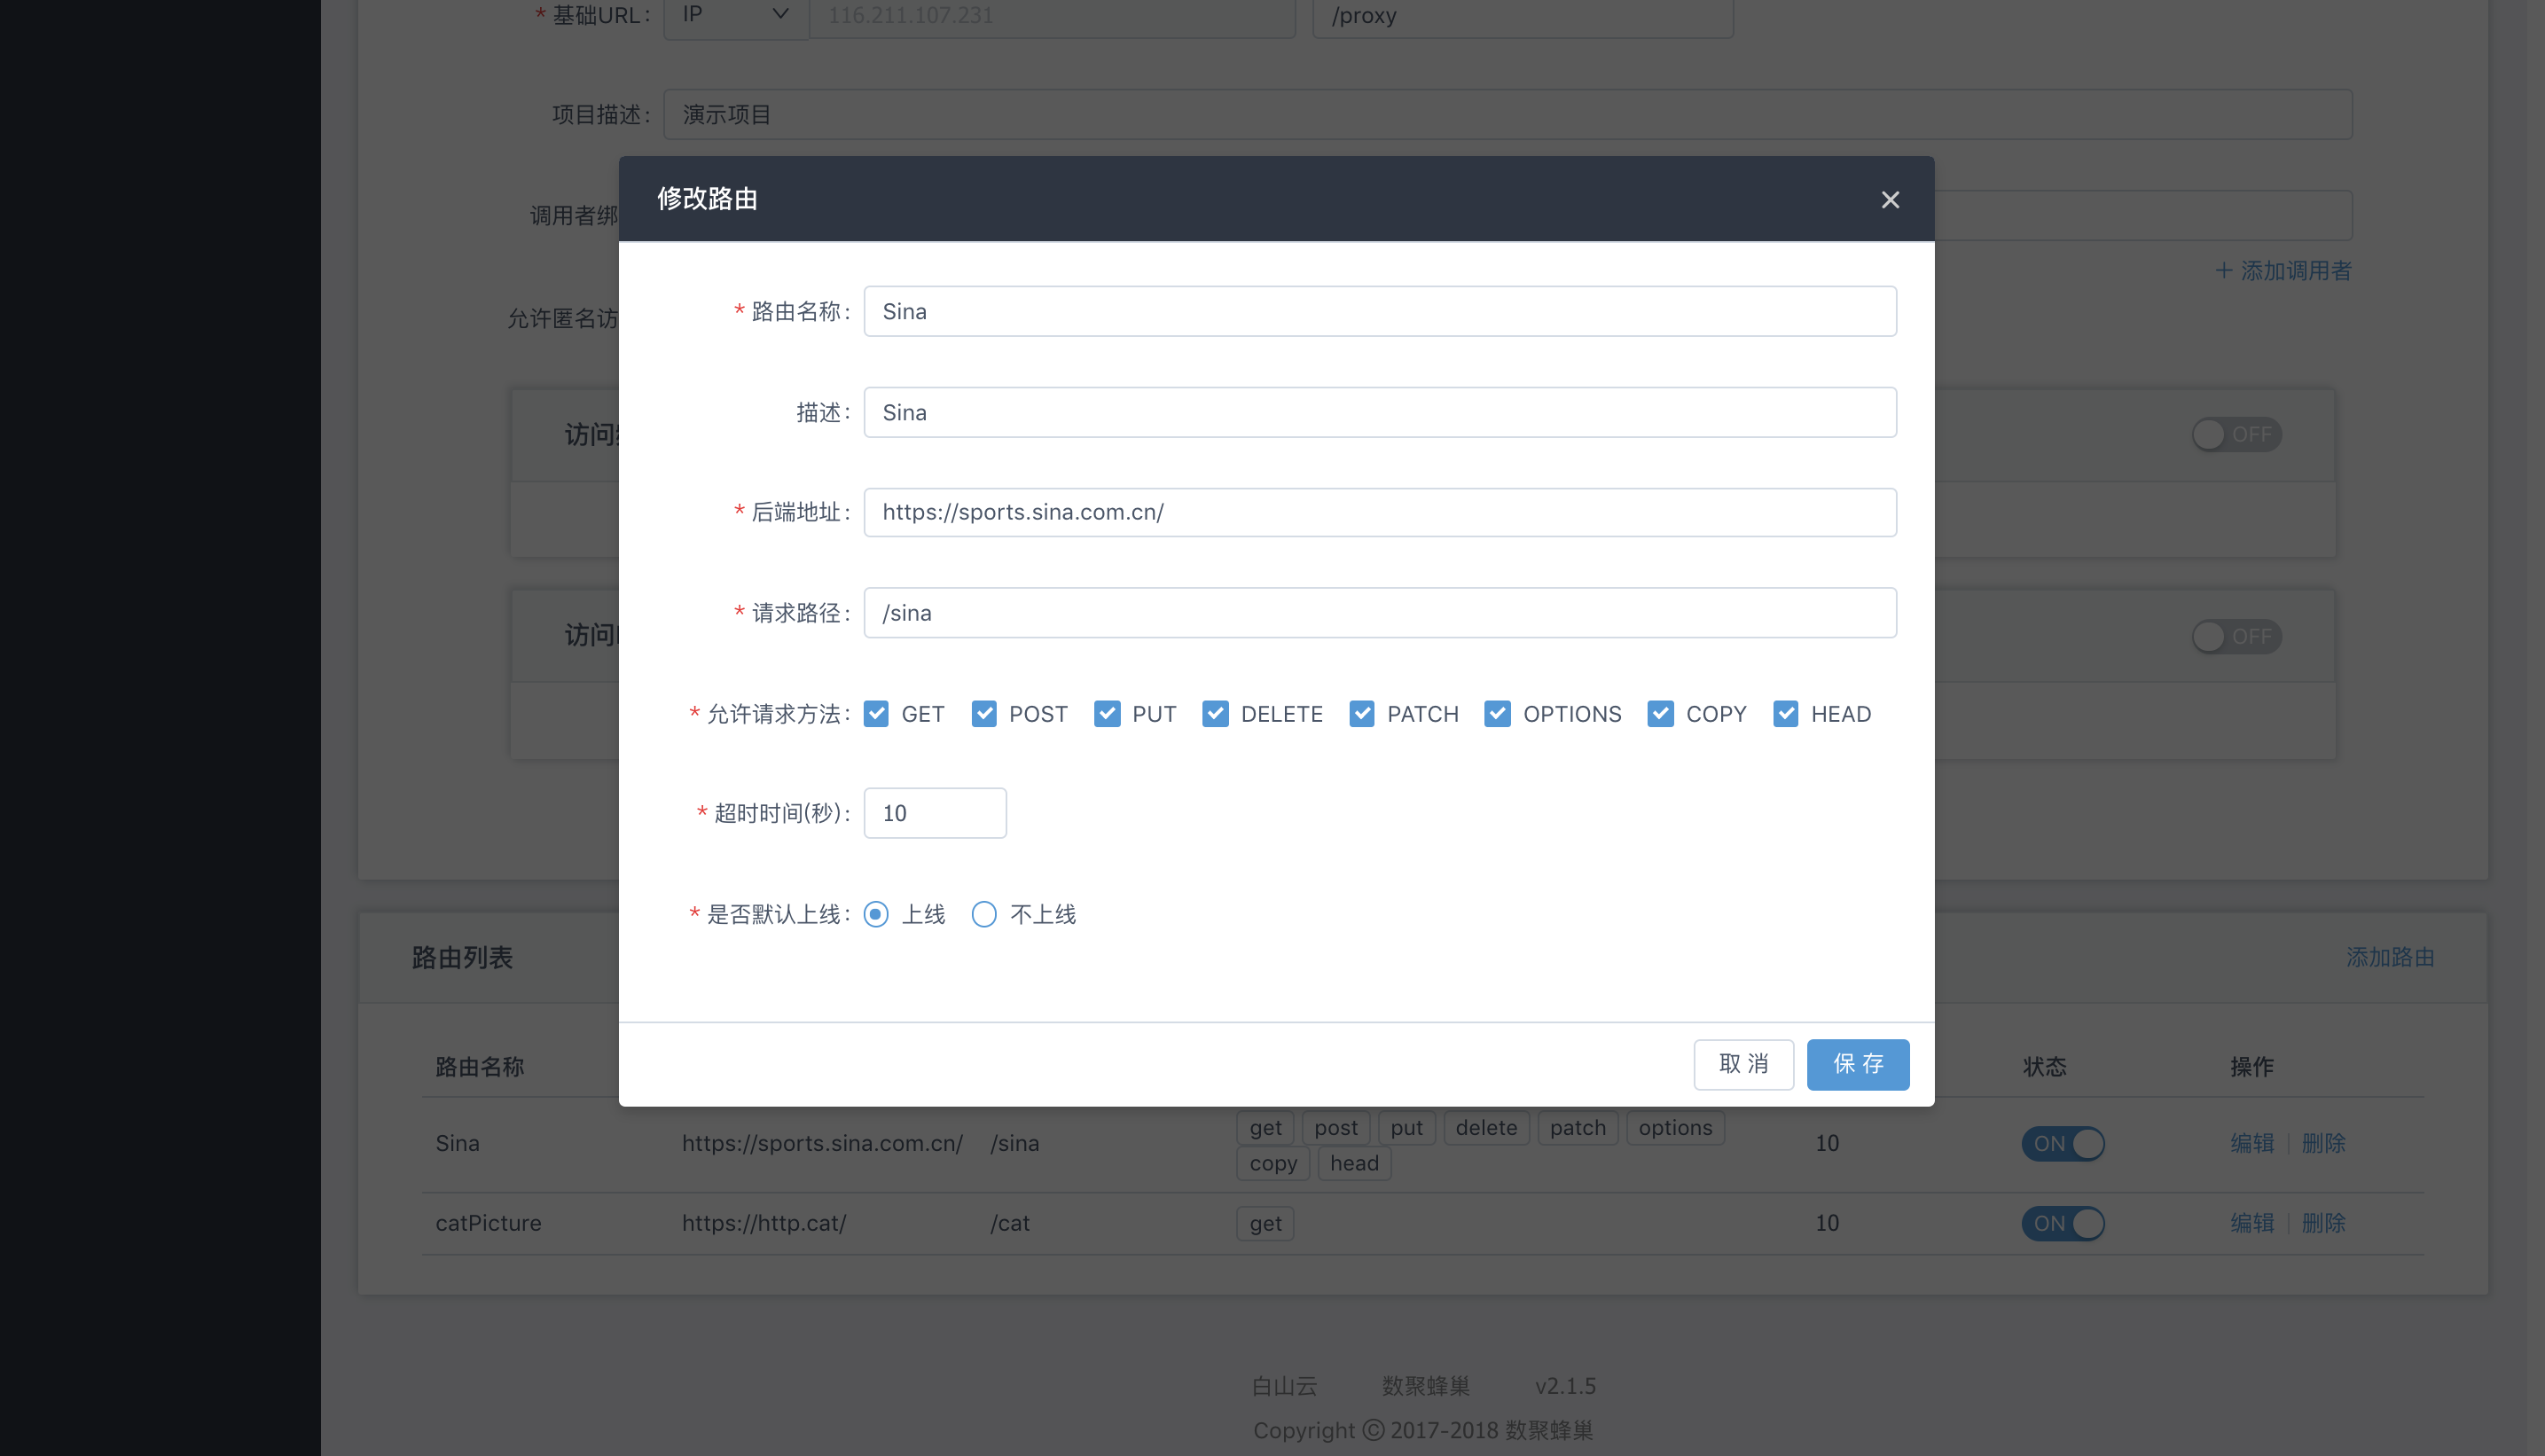 * 基础URL: IP 116.211.107.231 /proxy
项目描述: 演示项目
修改路由
调用者绑
添加调用者
允许匿名访
* 路由名称: Sina
描述: Sina
访问 OFF
* 后端地址: https://sports.sina.com.cn/
* 请求路径: /sina
访问 OFF
* 允许请求方法: GET POST PUT DELETE PATCH OPTIONS COPY HEAD
* 超时时间(秒): 10
* 是否默认上线: 上线 不上线
路由列表 添加路由
取 消 保 存
路由名称 状态 操作
Sina https://sports.sina.com.cn/ /sina get post put delete patch options 10 ON 编辑 | 删除
copy head
catPicture https://http.cat/ /cat get 10 ON 编辑 | 删除
白山云 数聚蜂巢 v2.1.5
Copyright © 2017-2018 数聚蜂巢